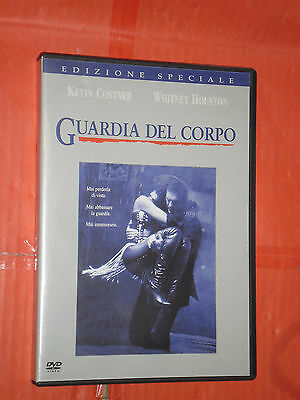 EDIZIONE SPECIALE
KEVIN COSTNER WHITNEY HOUSTON
GUARDIA DEL CORPO
Mai perderla
di vista.
Mai abbassare
la guardia.
Mai innamorarsi.
DVD
VIDEO